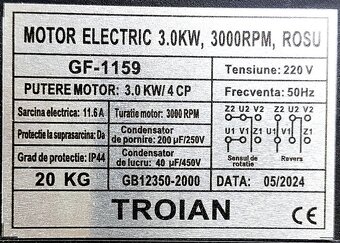 MOTOR ELECTRIC 3.0KW, 3000RPM, ROSU
GF-1159
Tensiune: 220 V
PUTERE MOTOR: 3.0 KW/ 4 CP
Frecventa: 50Hz
Sarcina electrica: 11.6 A
Turatie motor: 3000 RPM
Z2 U2 V2
Z2 U2 V2
Protectie la suprasarcina: Da
Condensator
de pornire: 200 µF/250V
U1 V1 Z1
U1 V1 Z1
Grad de protectie: IP44
Condensator
de lucru: 40 µF/450V
Sensul de
rotatie
Revers
20 KG
GB12350-2000
DATA: 05/2024
TROIAN
CE